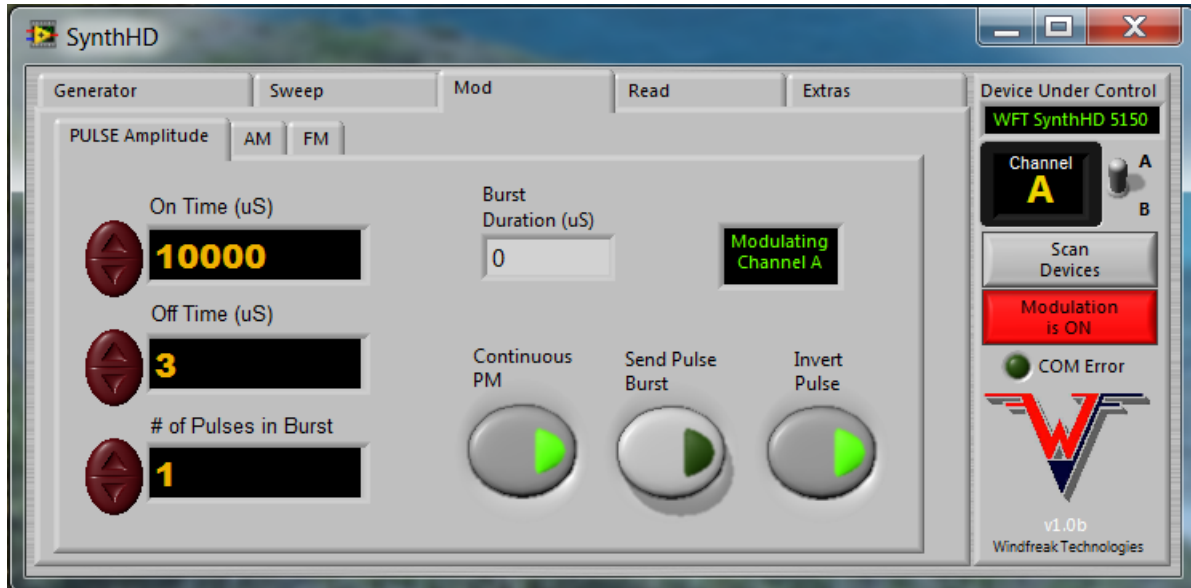 SynthHD
Generator
Sweep
Mod
Read
Extras
PULSE Amplitude
AM
FM
On Time (uS)
10000
Off Time (uS)
3
# of Pulses in Burst
1
Burst
Duration (uS)
0
Modulating
Channel A
Continuous
PM
Send Pulse
Burst
Invert
Pulse
Device Under Control
WFT SynthHD 5150
Channel
A
A
B
Scan
Devices
Modulation
is ON
COM Error
W
v1.0b
Windfreak Technologies